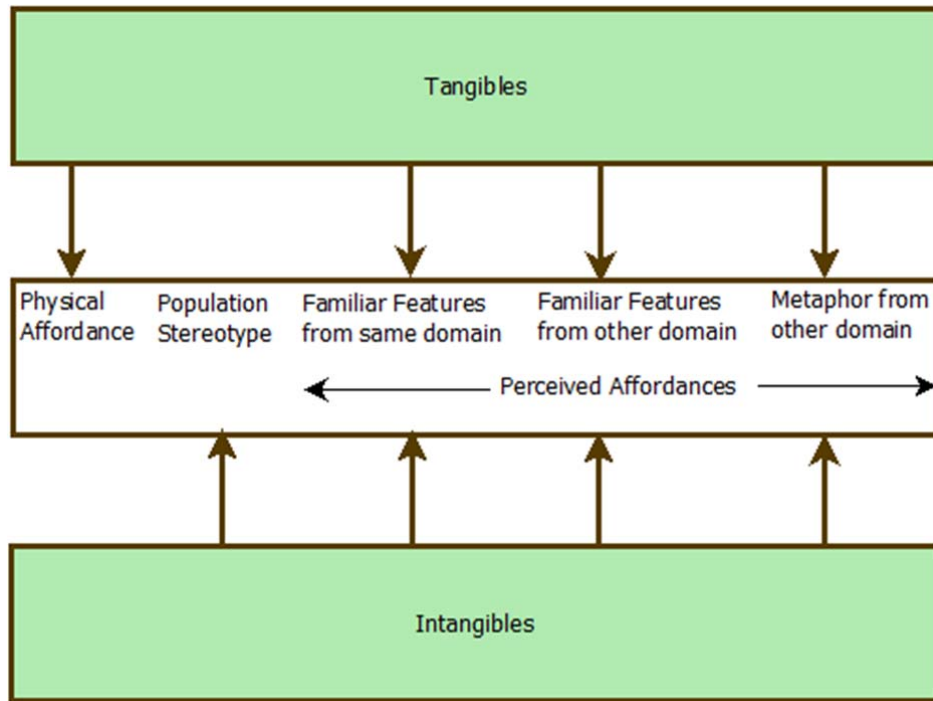 Tangibles
Physical
Affordance
Population
Stereotype
Familiar Features
from same domain
Familiar Features
from other domain
Metaphor from
other domain
Perceived Affordances
Intangibles